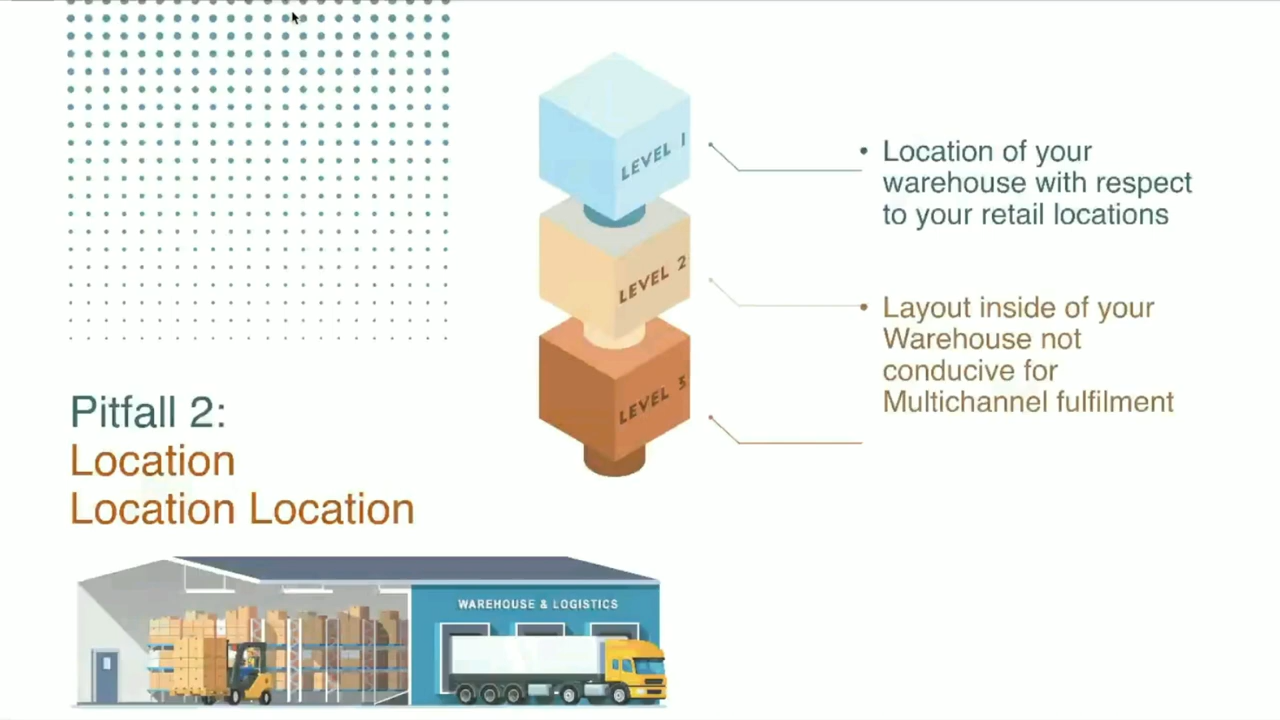 LEVEL 1
• Location of your
warehouse with respect
to your retail locations
LEVEL 2
• Layout inside of your
Warehouse not
conducive for
Multichannel fulfilment
LEVEL 3
Pitfall 2:
Location
Location Location
WAREHOUSE & LOGISTICS